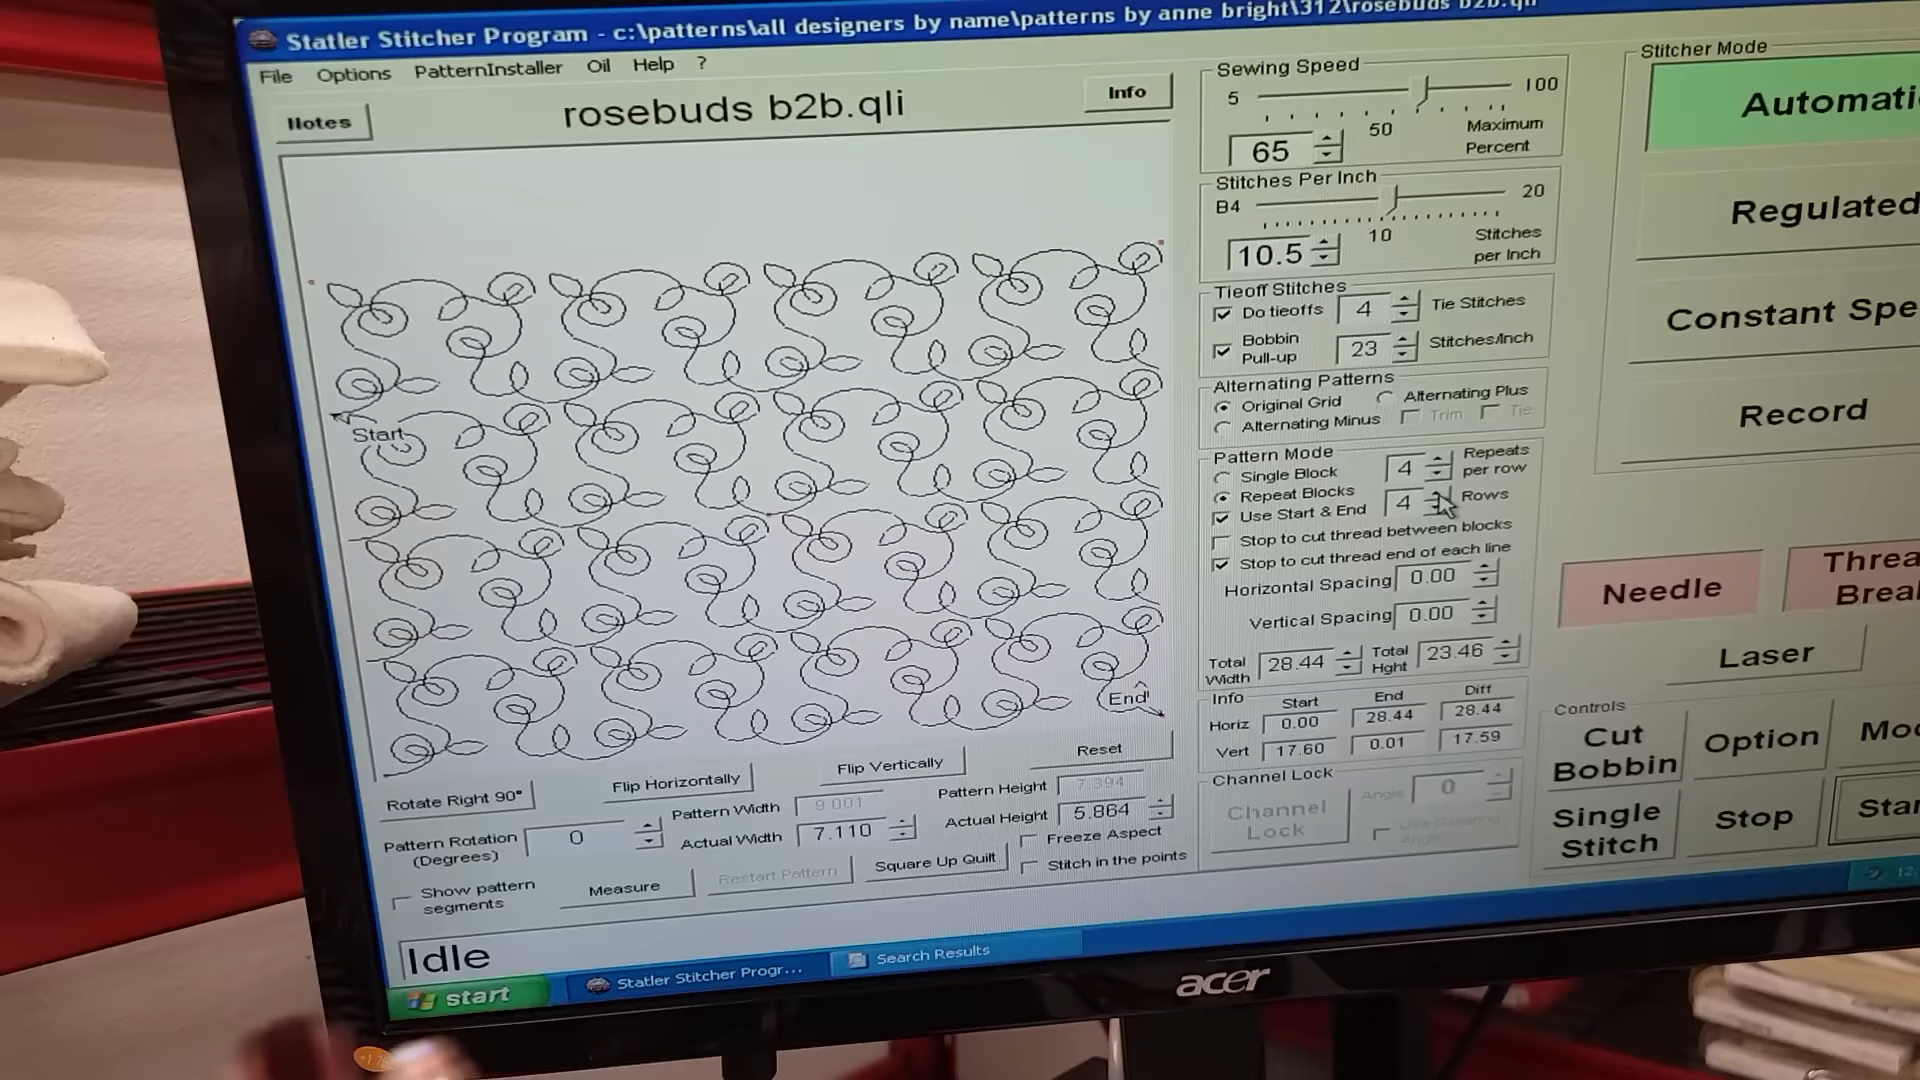 Statler Stitcher Program - c:\patterns\all designers by name\patterns by anne bright\312\rosebuds b2b.qli
File Options PatternInstaller Oil Help ?
Notes
rosebuds b2b.qli
Info
Start
End
Rotate Right 90°
Flip Horizontally
Flip Vertically
Reset
Pattern Width 9.001
Pattern Height 7.394
Pattern Rotation (Degrees) 0
Actual Width 7.110
Actual Height 5.864
Freeze Aspect
Show pattern segments
Measure
Restart Pattern
Square Up Quilt
Stitch in the points
Idle
Sewing Speed
5 100
50
65
Maximum Percent
Stitches Per Inch
B4 20
10
10.5
Stitches per Inch
Tieoff Stitches
Do tieoffs 4 Tie Stitches
Bobbin Pull-up 23 Stitches/Inch
Alternating Patterns
Original Grid Alternating Plus
Alternating Minus Trim Tie
Pattern Mode
Single Block 4 Repeats per row
Repeat Blocks 4 Rows
Use Start & End
Stop to cut thread between blocks
Stop to cut thread end of each line
Horizontal Spacing 0.00
Vertical Spacing 0.00
Total Width 28.44 Total Hght 23.46
Info Start End Diff
Horiz 0.00 28.44 28.44
Vert 17.60 0.01 17.59
Channel Lock
Channel Lock
Angle 0
Stitcher Mode
Automati
Regulated
Constant Spe
Record
Needle
Threa
Brea
Laser
Controls
Cut Bobbin
Option
Mo
Single Stitch
Stop
Star
start
Statler Stitcher Progr...
Search Results
12:
acer